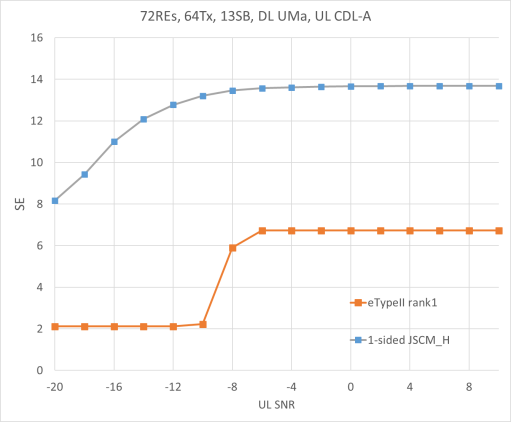 72REs, 64Tx, 13SB, DL UMa, UL CDL-A
16
14
12
10
8
6
4
2
0
SE
eTypeII rank1
1-sided JSCM_H
-20 -16 -12 -8 -4 0 4 8
UL SNR